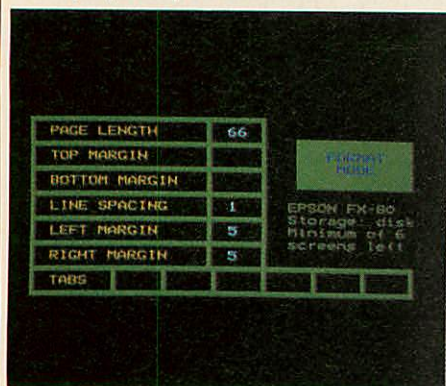 PAGE LENGTH 66
TOP MARGIN
BOTTOM MARGIN
LINE SPACING 1
LEFT MARGIN 5
RIGHT MARGIN 5
TABS
FORMAT
MODE
EPSON FX-80
Storage: disk
Minimum of 6
screens left